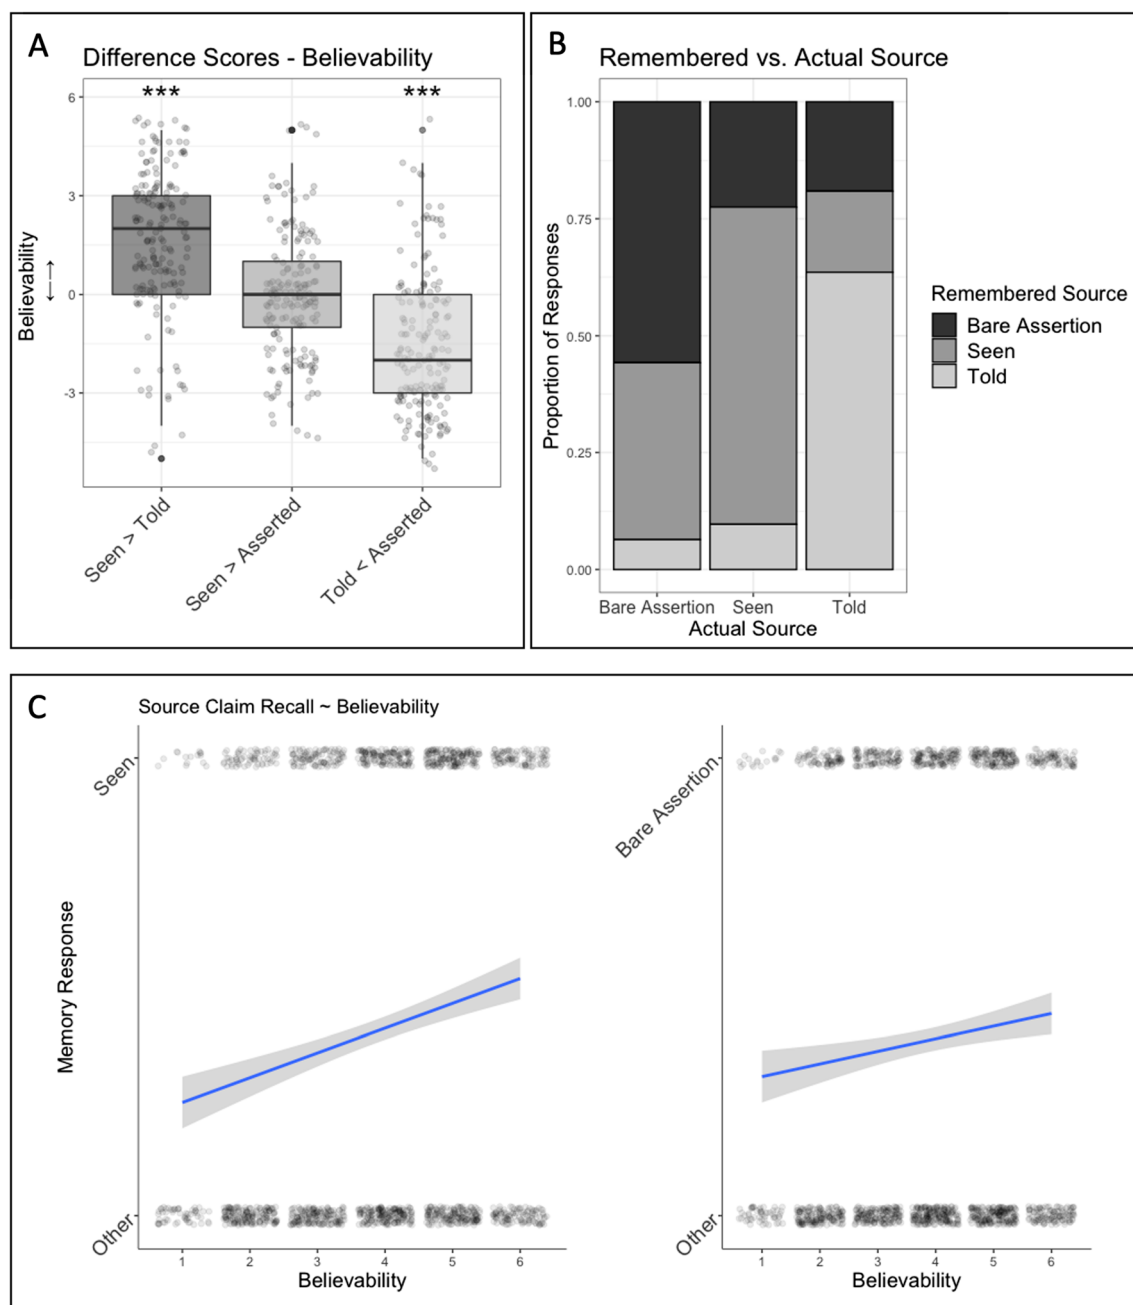 A
Difference Scores - Believability
***
***
6
3
0
-3
Believability
←--→
Seen > Told
Seen > Asserted
Told < Asserted
B
Remembered vs. Actual Source
1.00
0.75
0.50
0.25
0.00
Proportion of Responses
Bare Assertion
Seen
Told
Actual Source
Remembered Source
Bare Assertion
Seen
Told
C
Source Claim Recall ~ Believability
Seen
Other
Memory Response
1
2
3
4
5
6
Believability
Bare Assertion
Other
1
2
3
4
5
6
Believability